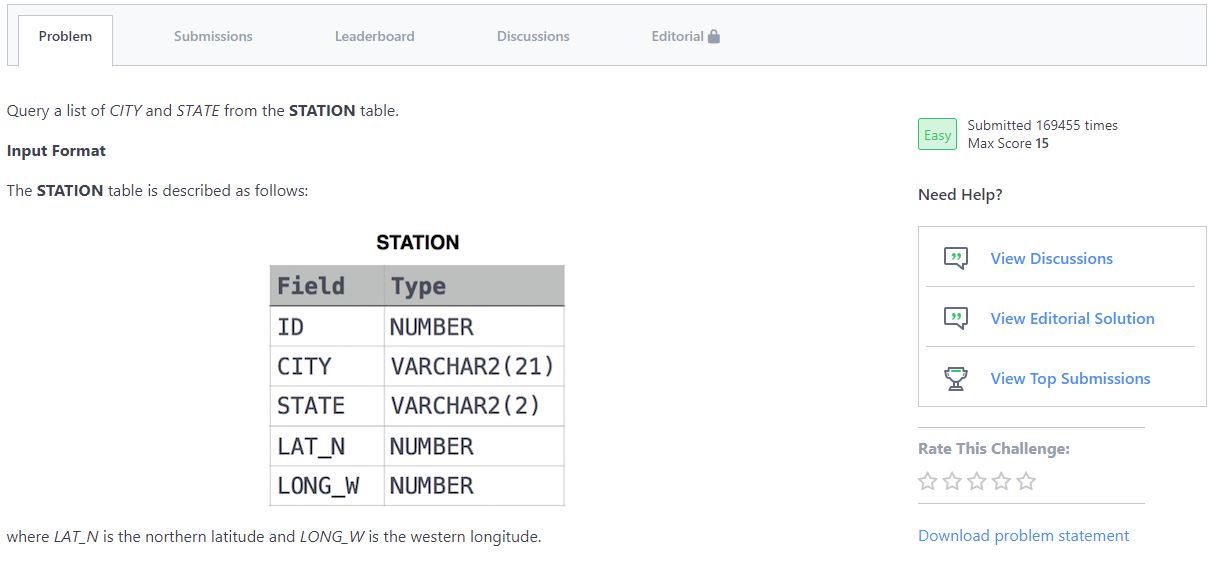 Problem Submissions Leaderboard Discussions Editorial
Query a list of CITY and STATE from the STATION table.
Input Format
The STATION table is described as follows:
STATION
Field Type
ID NUMBER
CITY VARCHAR2(21)
STATE VARCHAR2(2)
LAT_N NUMBER
LONG_W NUMBER
where LAT_N is the northern latitude and LONG_W is the western longitude.
Easy
Submitted 169455 times
Max Score 15
Need Help?
View Discussions
View Editorial Solution
View Top Submissions
Rate This Challenge:
Download problem statement